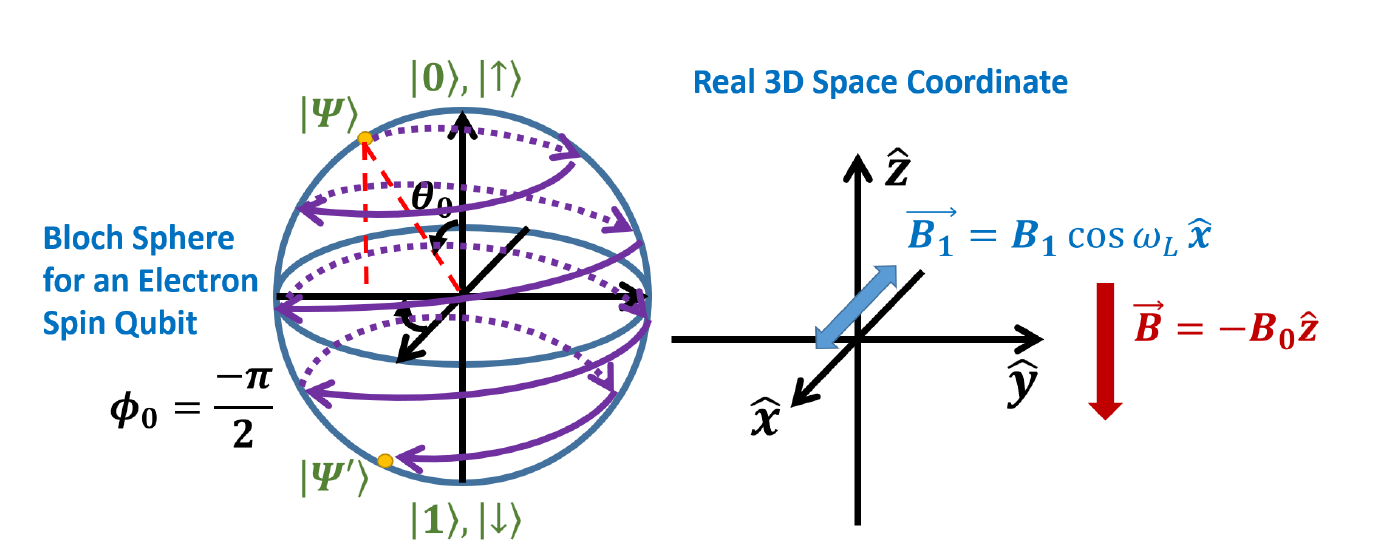 |0⟩, |↑⟩
|Ψ⟩
θ₀
Bloch Sphere
for an Electron
Spin Qubit
ϕ₀ = −π/2
|Ψ′⟩
|1⟩, |↓⟩
Real 3D Space Coordinate
ẑ
B₁⃗ = B₁ cos ω_L x̂
B⃗ = −B₀ẑ
ŷ
x̂